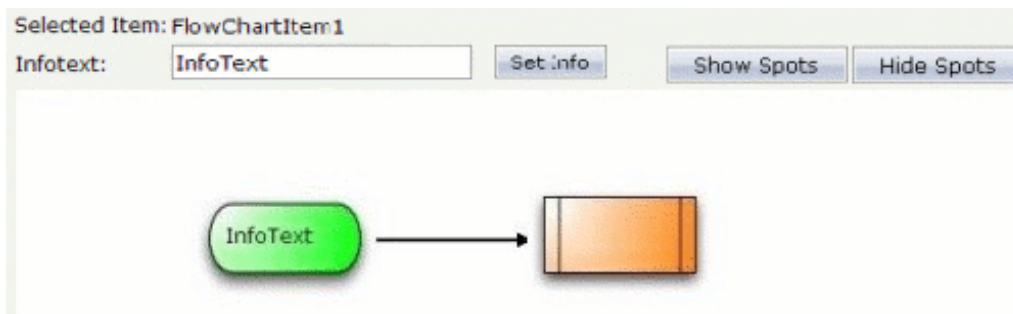 Selected Item: FlowChartItem1
Infotext: InfoText Set Info Show Spots Hide Spots
InfoText